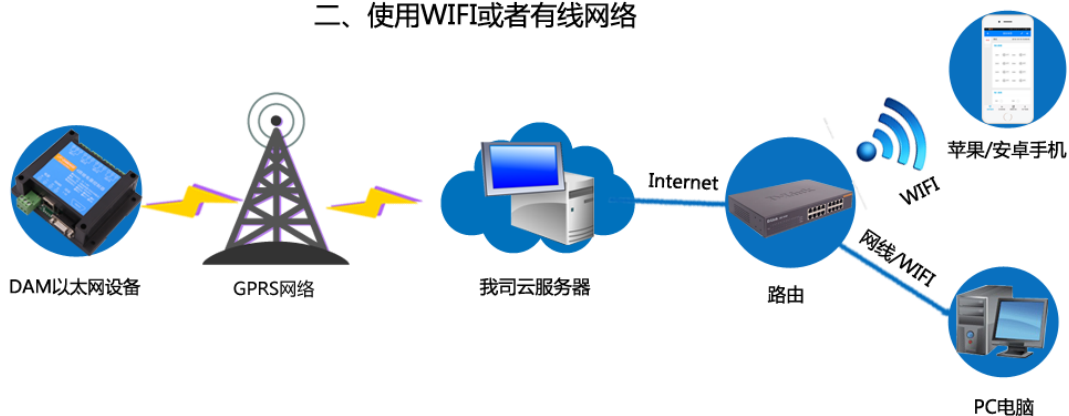 二、使用WIFI或者有线网络
苹果/安卓手机
WIFI
Internet
网线/WIFI
DAM以太网设备
GPRS网络
我司云服务器
路由
PC电脑